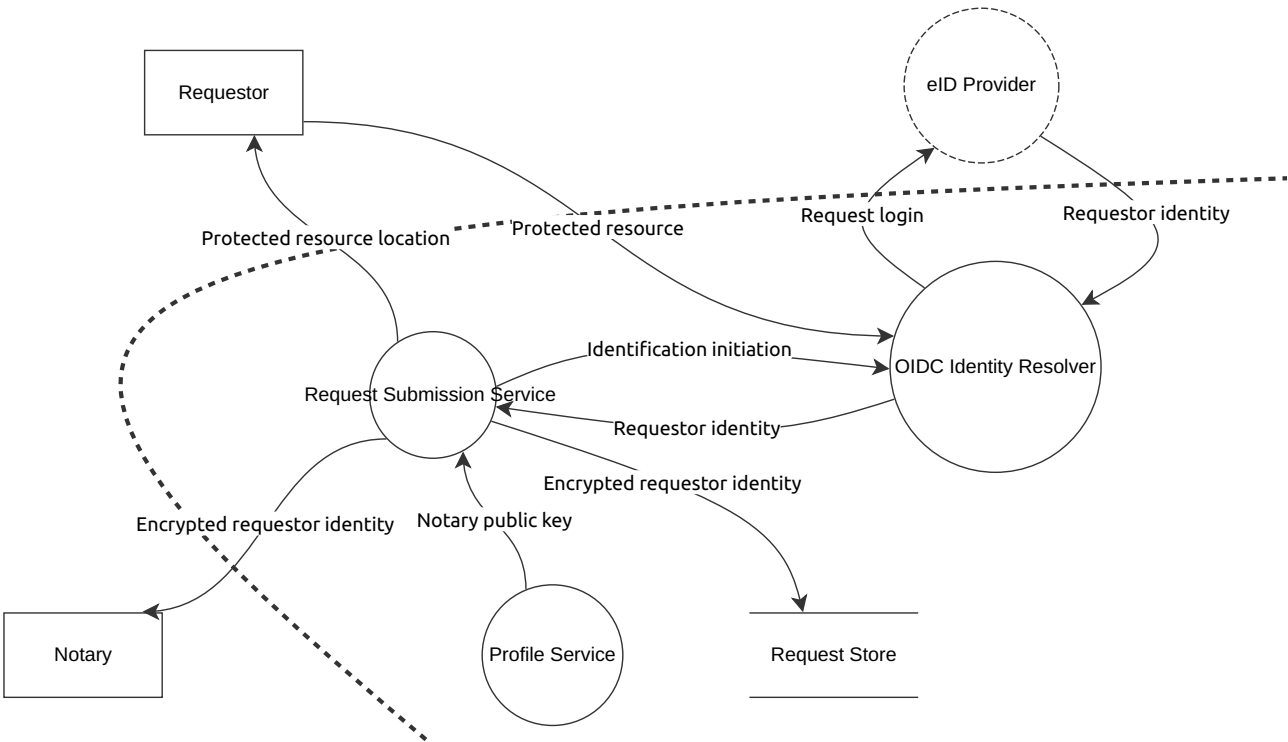 eID Provider
Requestor
Request login
Requestor identity
Protected resource location
Protected resource
Identification initiation
OIDC Identity Resolver
Request Submission Service
Requestor identity
Encrypted requestor identity
Encrypted requestor identity
Notary public key
Notary
Profile Service
Request Store